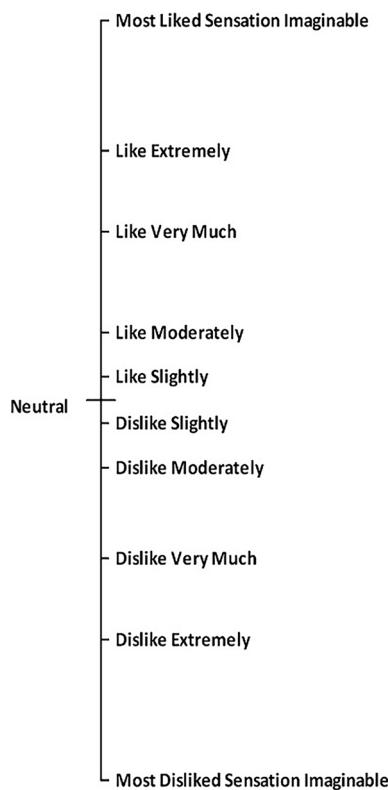 Most Liked Sensation Imaginable
Like Extremely
Like Very Much
Like Moderately
Like Slightly
Neutral
Dislike Slightly
Dislike Moderately
Dislike Very Much
Dislike Extremely
Most Disliked Sensation Imaginable